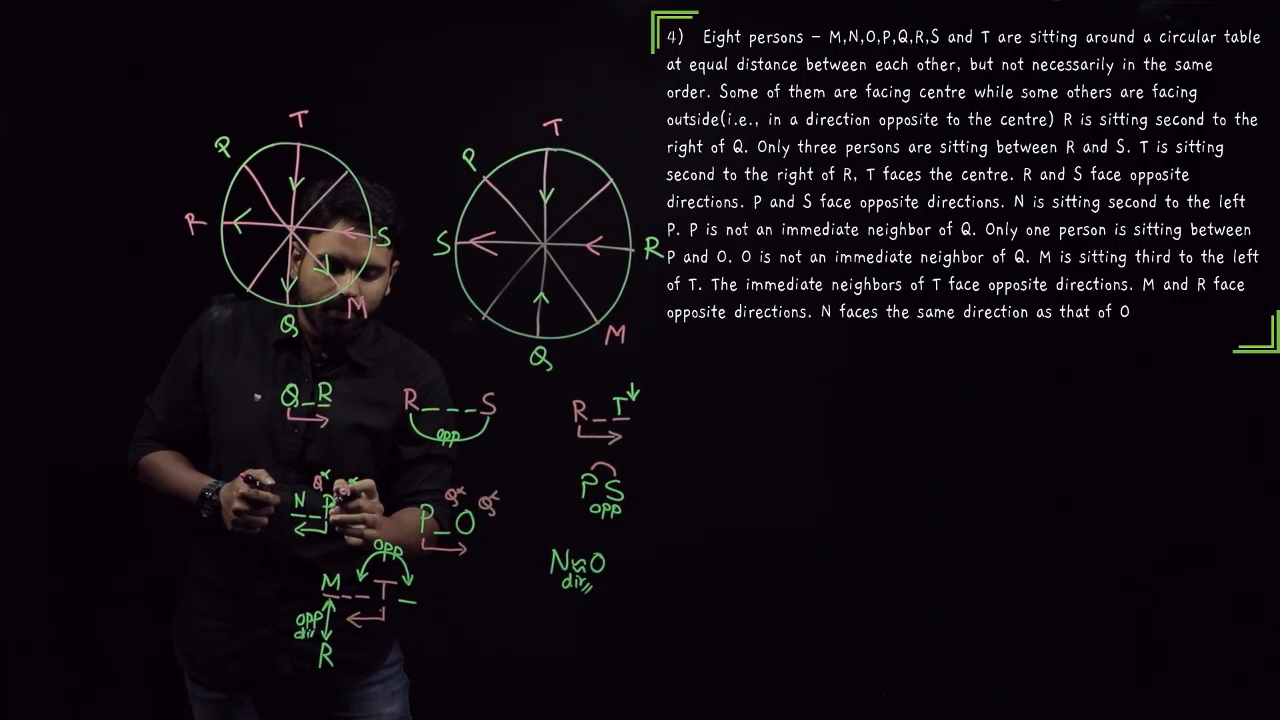 4) Eight persons – M,N,O,P,Q,R,S and T are sitting around a circular table
at equal distance between each other, but not necessarily in the same
order. Some of them are facing centre while some others are facing
outside(i.e., in a direction opposite to the centre) R is sitting second to the
right of Q. Only three persons are sitting between R and S. T is sitting
second to the right of R, T faces the centre. R and S face opposite
directions. P and S face opposite directions. N is sitting second to the left
P. P is not an immediate neighbor of Q. Only one person is sitting between
P and O. O is not an immediate neighbor of Q. M is sitting third to the left
of T. The immediate neighbors of T face opposite directions. M and R face
opposite directions. N faces the same direction as that of O
T
P
R
S
M
Q
T
P
S
R
M
Q
Q _ R
R _ _ _ S
opp
R _ T
N _ P
P _ O
Q Q
P S
opp
opp
M _ _ T _
opp
dir
R
N O
dir